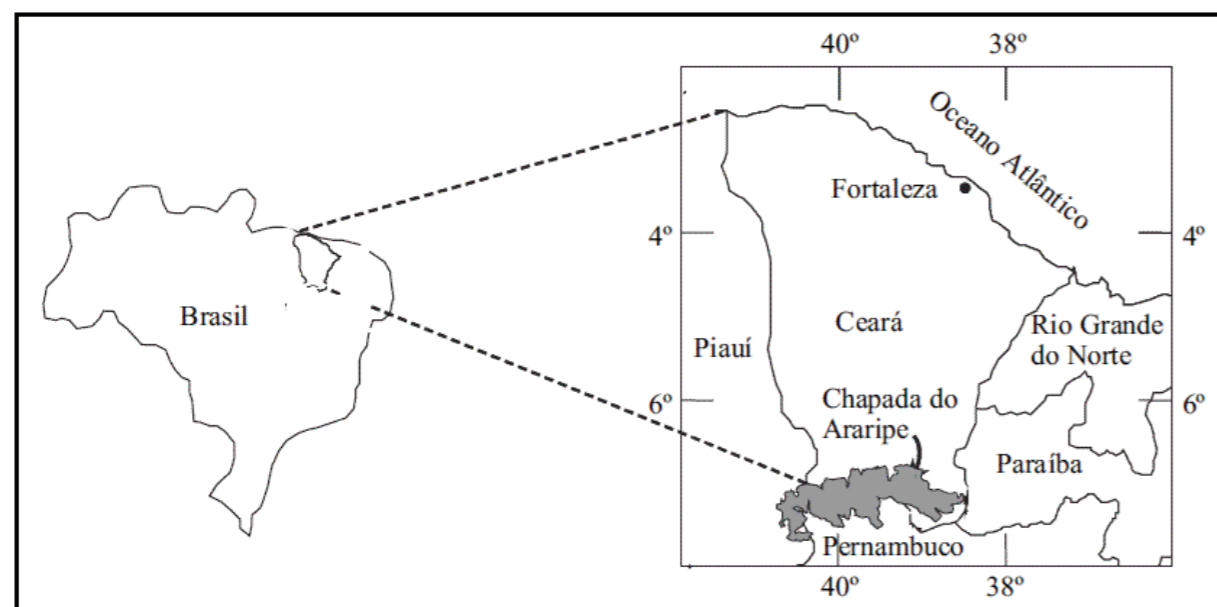 40º 38º
Oceano Atlântico
Fortaleza
4º 4º
Brasil
Ceará
Piauí
Rio Grande
do Norte
6º 6º
Chapada do
Araripe
Paraíba
Pernambuco
40º 38º